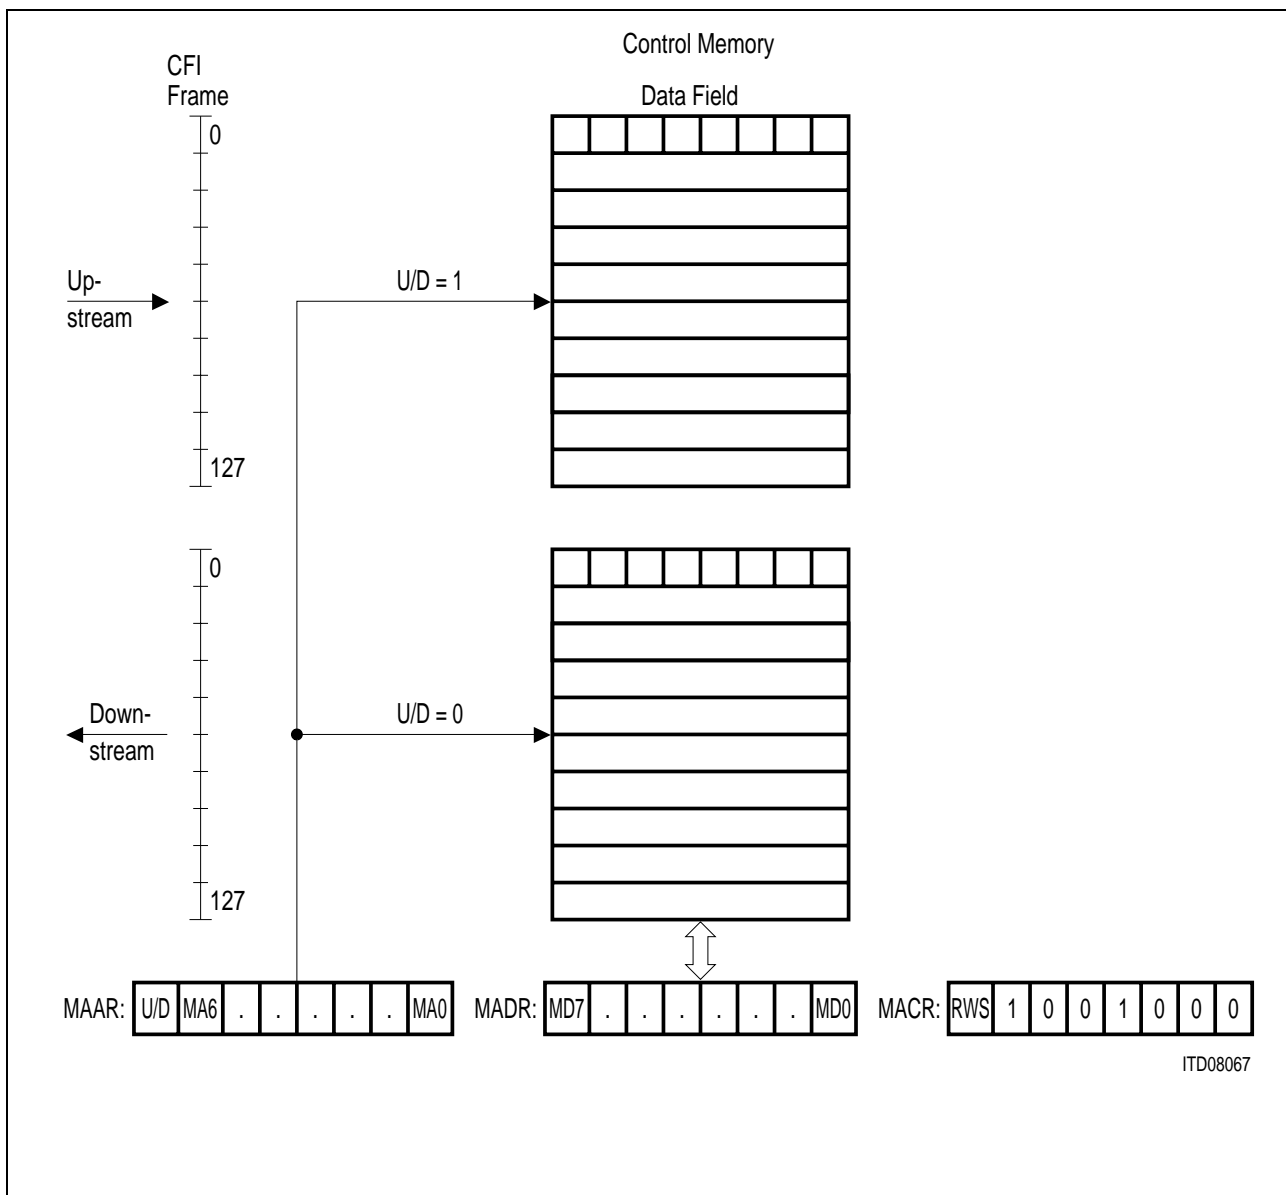 Control Memory
CFI
Frame
Data Field
0
Up-
stream
U/D = 1
127
0
Down-
stream
U/D = 0
127
MAAR: U/D MA6 . . . . . MA0 MADR: MD7 . . . . . . MD0 MACR: RWS 1 0 0 1 0 0 0
ITD08067